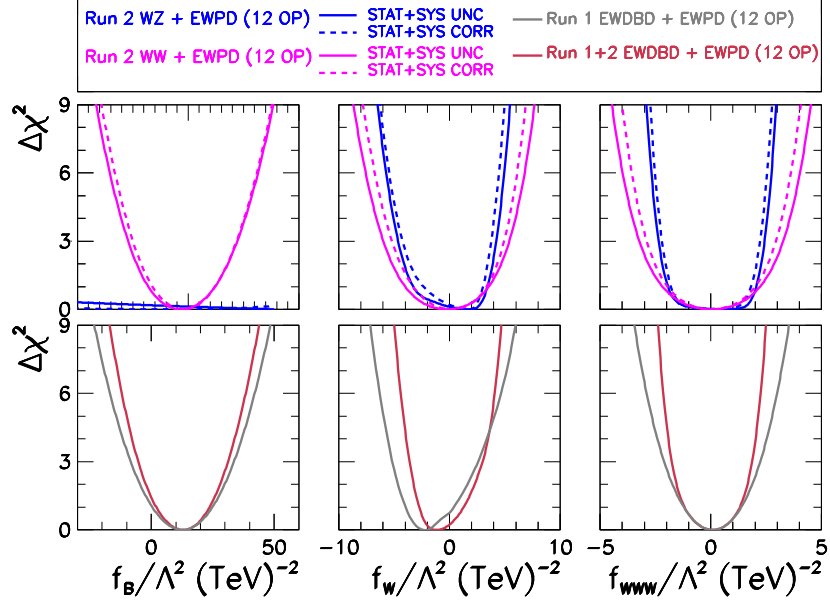 Run 2 WZ + EWPD (12 OP) STAT+SYS UNC Run 1 EWDBD + EWPD (12 OP)
STAT+SYS CORR
Run 2 WW + EWPD (12 OP) STAT+SYS UNC Run 1+2 EWDBD + EWPD (12 OP)
STAT+SYS CORR
Δχ²
9
6
3
0
Δχ²
9
6
3
0
0 50 −10 0 10 −5 0 5
f_B/Λ² (TeV)⁻² f_W/Λ² (TeV)⁻² f_WWW/Λ² (TeV)⁻²